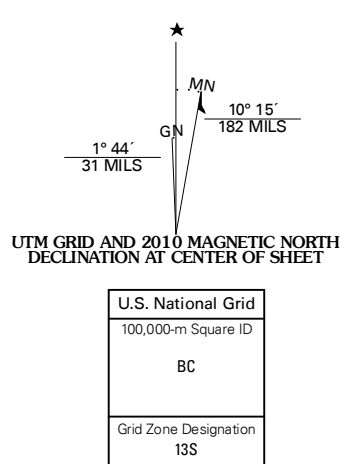 MN
GN
10° 15´
182 MILS
1° 44´
31 MILS
UTM GRID AND 2010 MAGNETIC NORTH
DECLINATION AT CENTER OF SHEET
U.S. National Grid
100,000-m Square ID
BC
Grid Zone Designation
13S